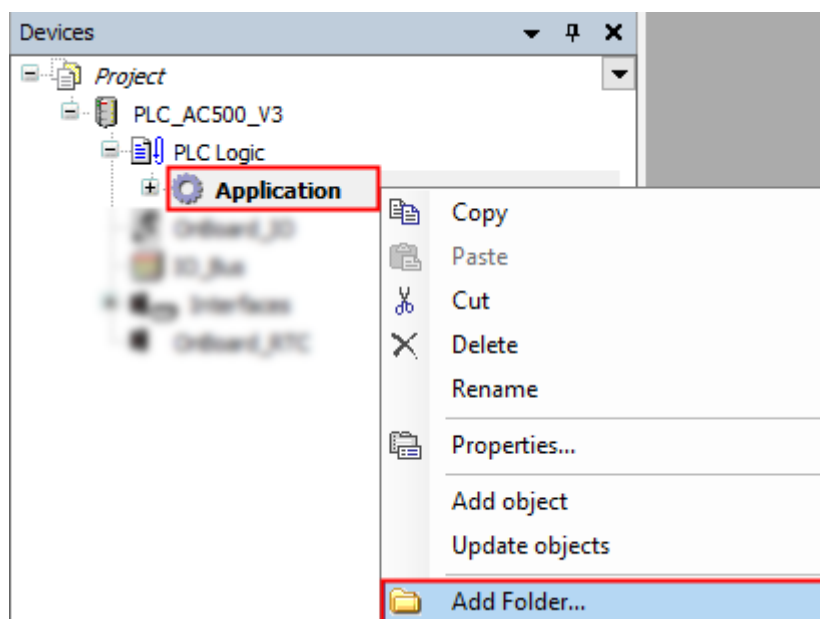 Devices
Project
PLC_AC500_V3
PLC Logic
Application
Copy
Paste
Cut
Delete
Rename
Properties...
Add object
Update objects
Add Folder...